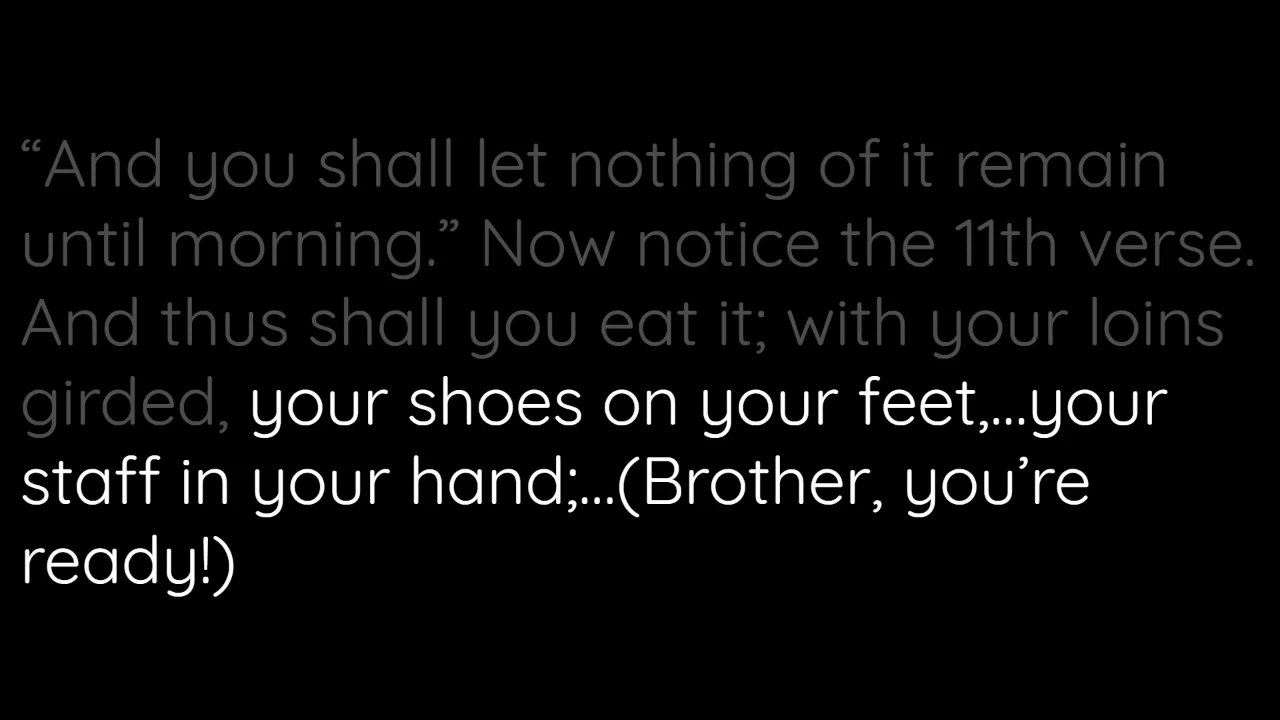 “And you shall let nothing of it remain
until morning.” Now notice the 11th verse.
And thus shall you eat it; with your loins
girded, your shoes on your feet,...your
staff in your hand;...(Brother, you’re
ready!)